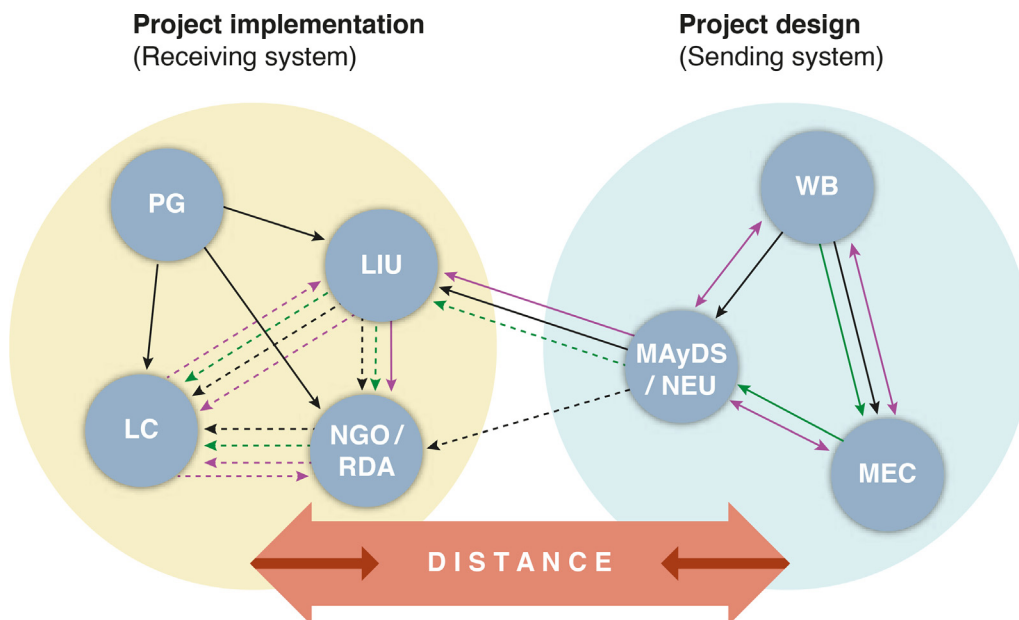 Project implementation
(Receiving system)
Project design
(Sending system)
PG
LIU
LC
NGO /
RDA
WB
MAyDS
/ NEU
MEC
DISTANCE